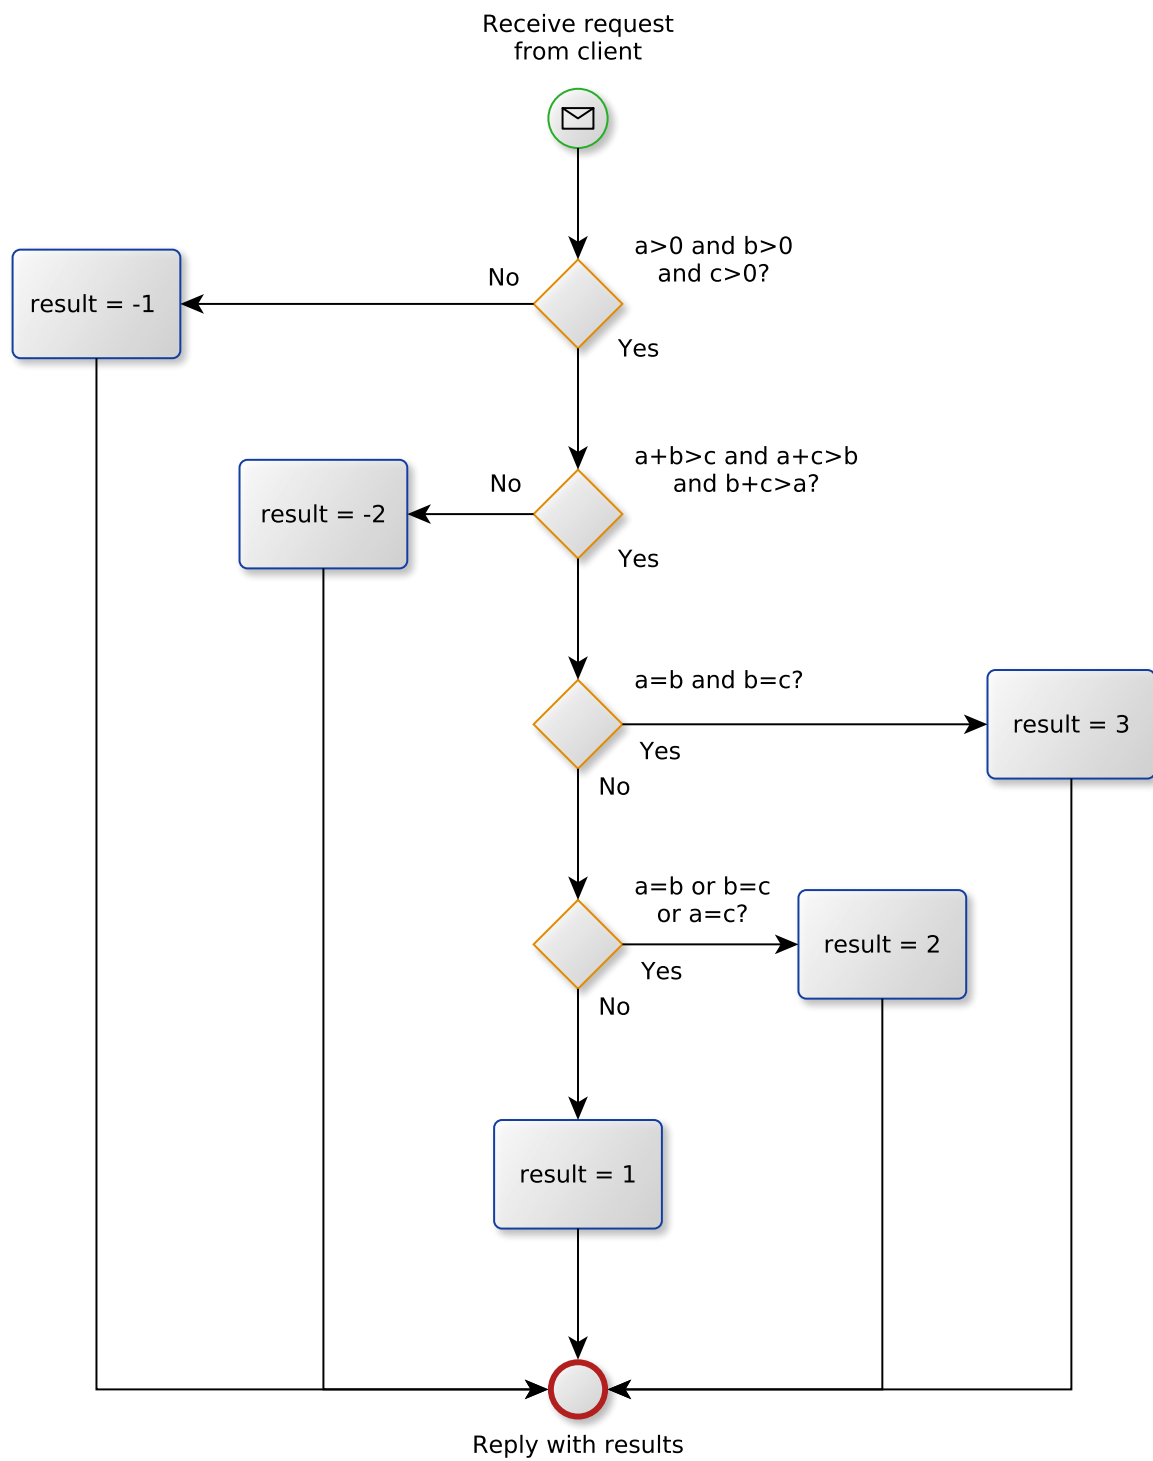 Receive request
from client
a>0 and b>0
and c>0?
No
result = -1
Yes
a+b>c and a+c>b
and b+c>a?
No
result = -2
Yes
a=b and b=c?
result = 3
Yes
No
a=b or b=c
or a=c?
result = 2
Yes
No
result = 1
Reply with results